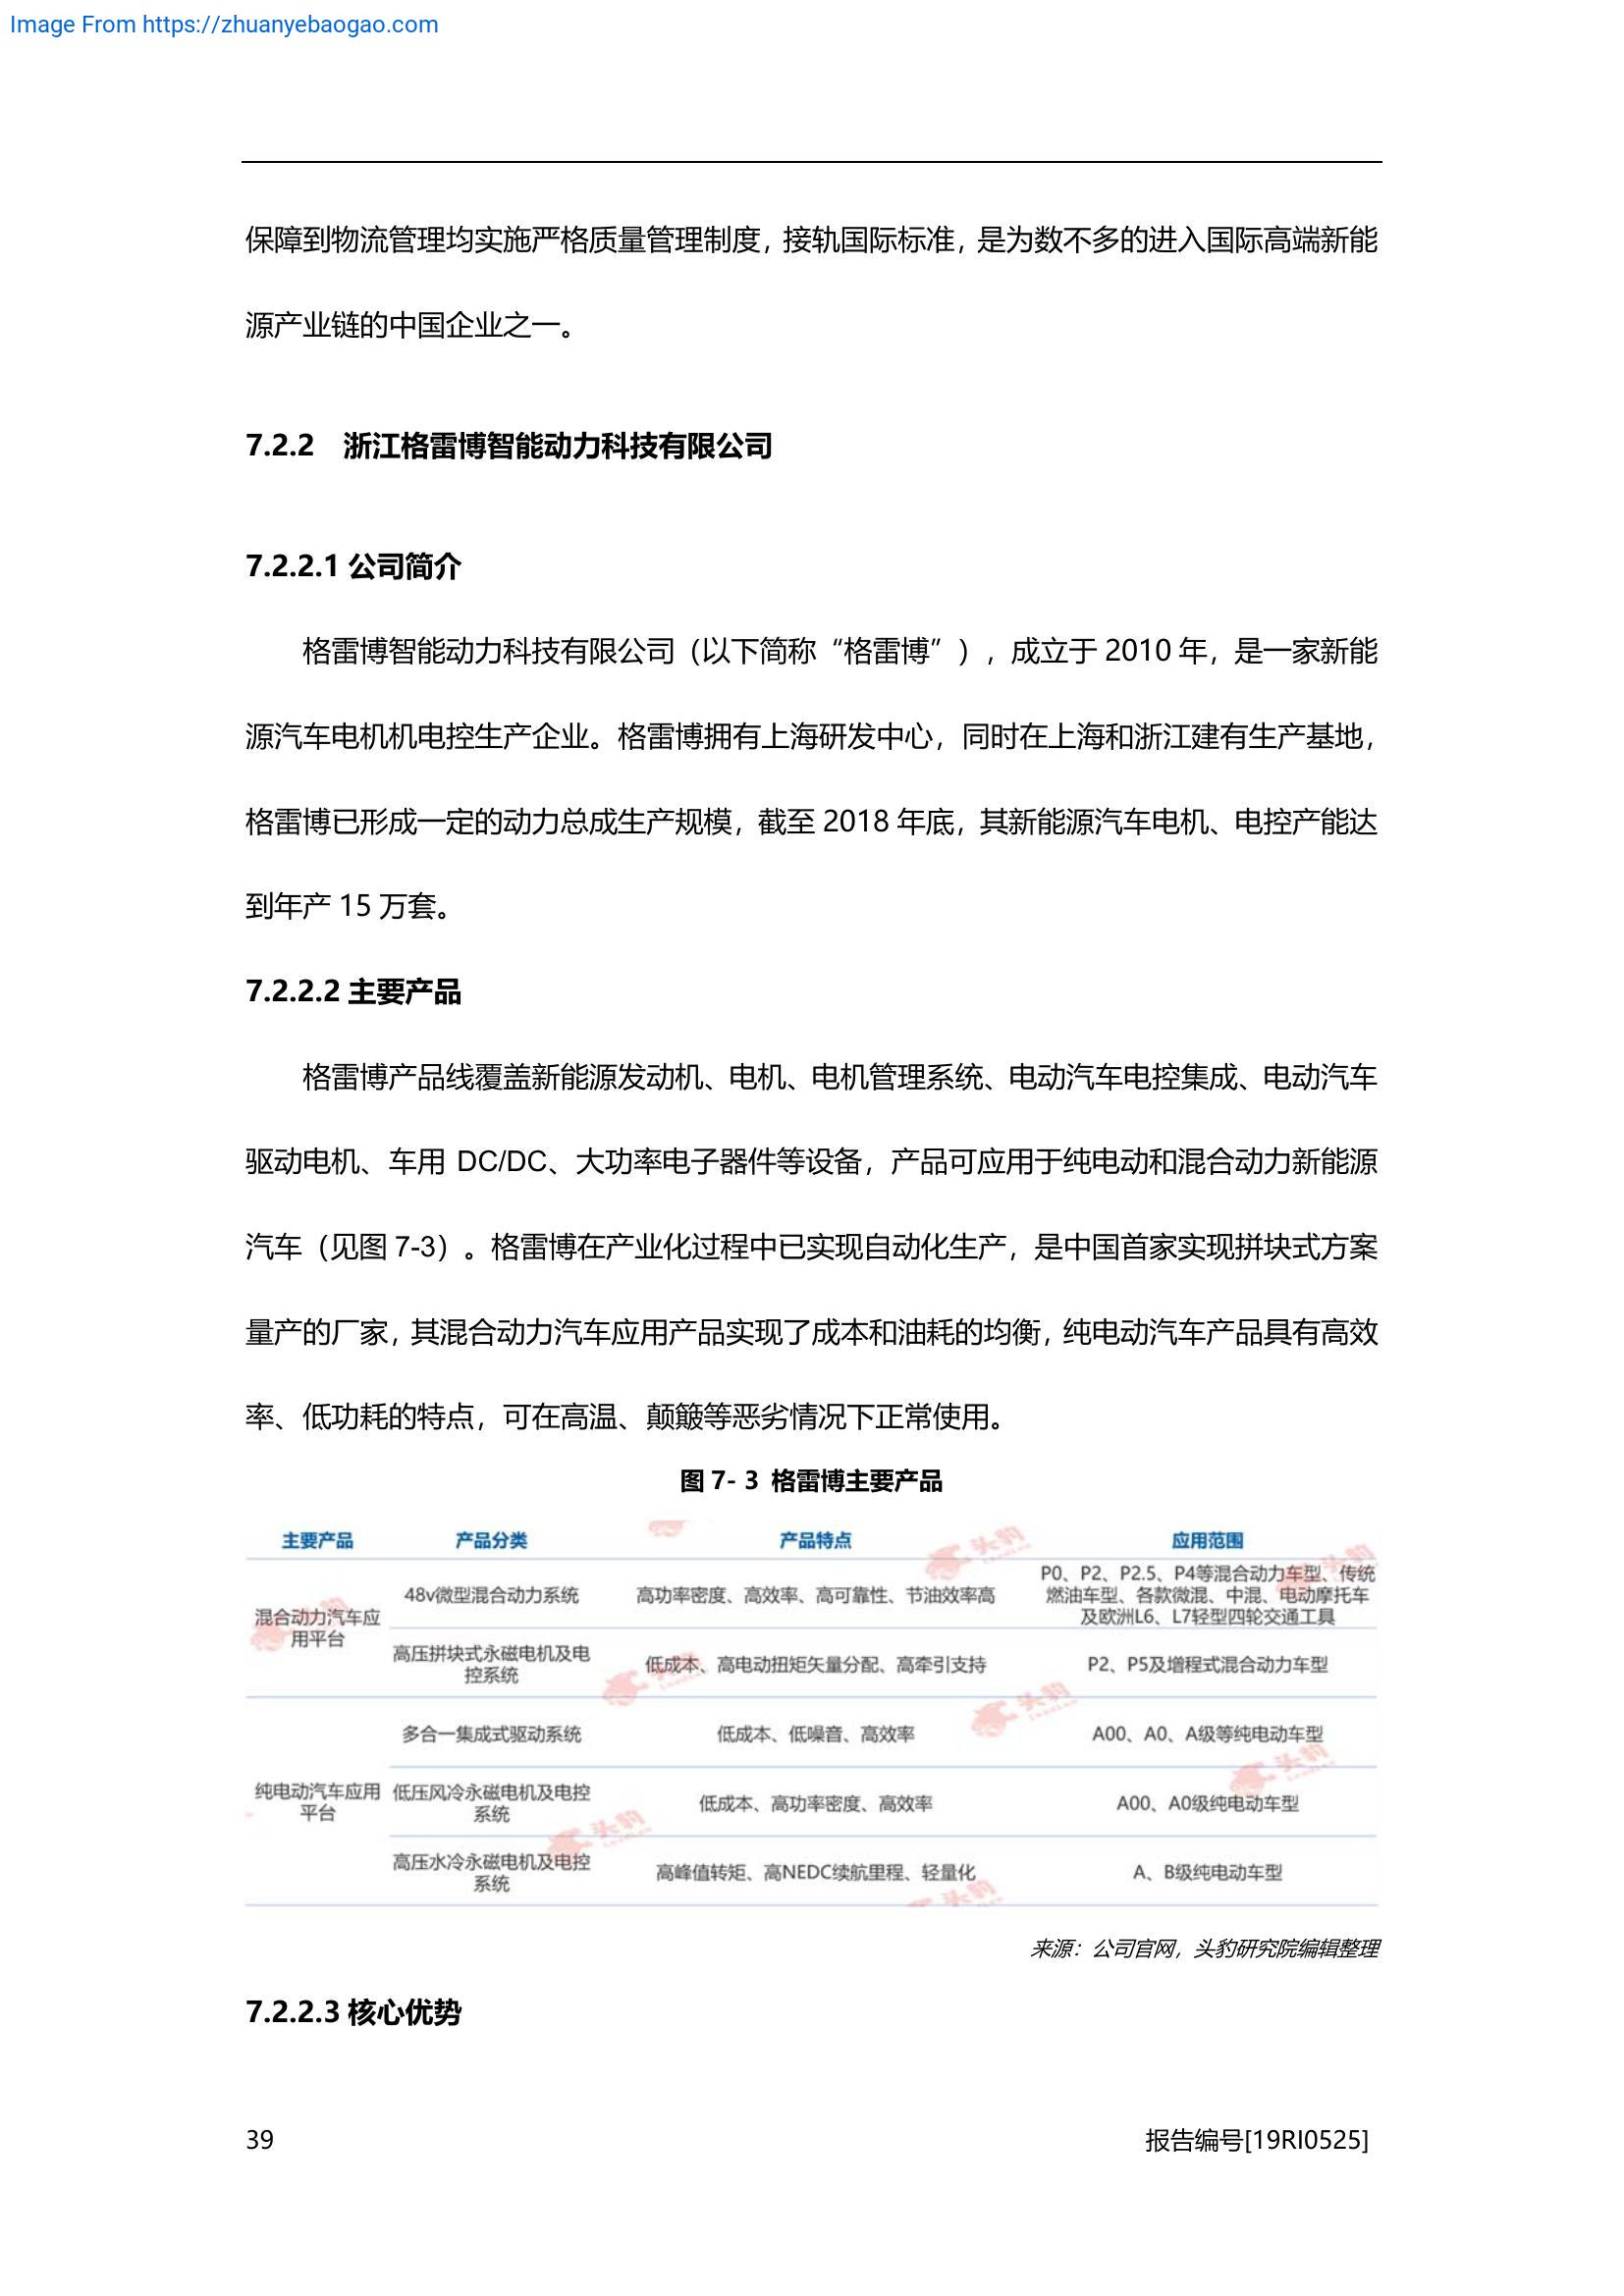 Image From https://zhuanyebaogao.com
保障到物流管理均实施严格质量管理制度，接轨国际标准，是为数不多的进入国际高端新能
源产业链的中国企业之一。
7.2.2 浙江格雷博智能动力科技有限公司
7.2.2.1 公司简介
格雷博智能动力科技有限公司（以下简称“格雷博”），成立于 2010 年，是一家新能
源汽车电机机电控生产企业。格雷博拥有上海研发中心，同时在上海和浙江建有生产基地，
格雷博已形成一定的动力总成生产规模，截至 2018 年底，其新能源汽车电机、电控产能达
到年产 15 万套。
7.2.2.2 主要产品
格雷博产品线覆盖新能源发动机、电机、电机管理系统、电动汽车电控集成、电动汽车
驱动电机、车用 DC/DC、大功率电子器件等设备，产品可应用于纯电动和混合动力新能源
汽车（见图 7-3）。格雷博在产业化过程中已实现自动化生产，是中国首家实现拼块式方案
量产的厂家，其混合动力汽车应用产品实现了成本和油耗的均衡，纯电动汽车产品具有高效
率、低功耗的特点，可在高温、颠簸等恶劣情况下正常使用。
图 7- 3 格雷博主要产品
主要产品 产品分类 产品特点 应用范围
混合动力汽车应
用平台
48v微型混合动力系统
高功率密度、高效率、高可靠性、节油效率高
P0、P2、P2.5、P4等混合动力车型、传统
燃油车型、各款微混、中混、电动摩托车
及欧洲L6、L7轻型四轮交通工具
高压拼块式永磁电机及电
控系统
低成本、高电动扭矩矢量分配、高牵引支持
P2、P5及增程式混合动力车型
纯电动汽车应用
平台
多合一集成式驱动系统
低成本、低噪音、高效率
A00、A0、A级等纯电动车型
低压风冷永磁电机及电控
系统
低成本、高功率密度、高效率
A00、A0级纯电动车型
高压水冷永磁电机及电控
系统
高峰值转矩、高NEDC续航里程、轻量化
A、B级纯电动车型
来源：公司官网，头豹研究院编辑整理
7.2.2.3 核心优势
39
报告编号[19RI0525]